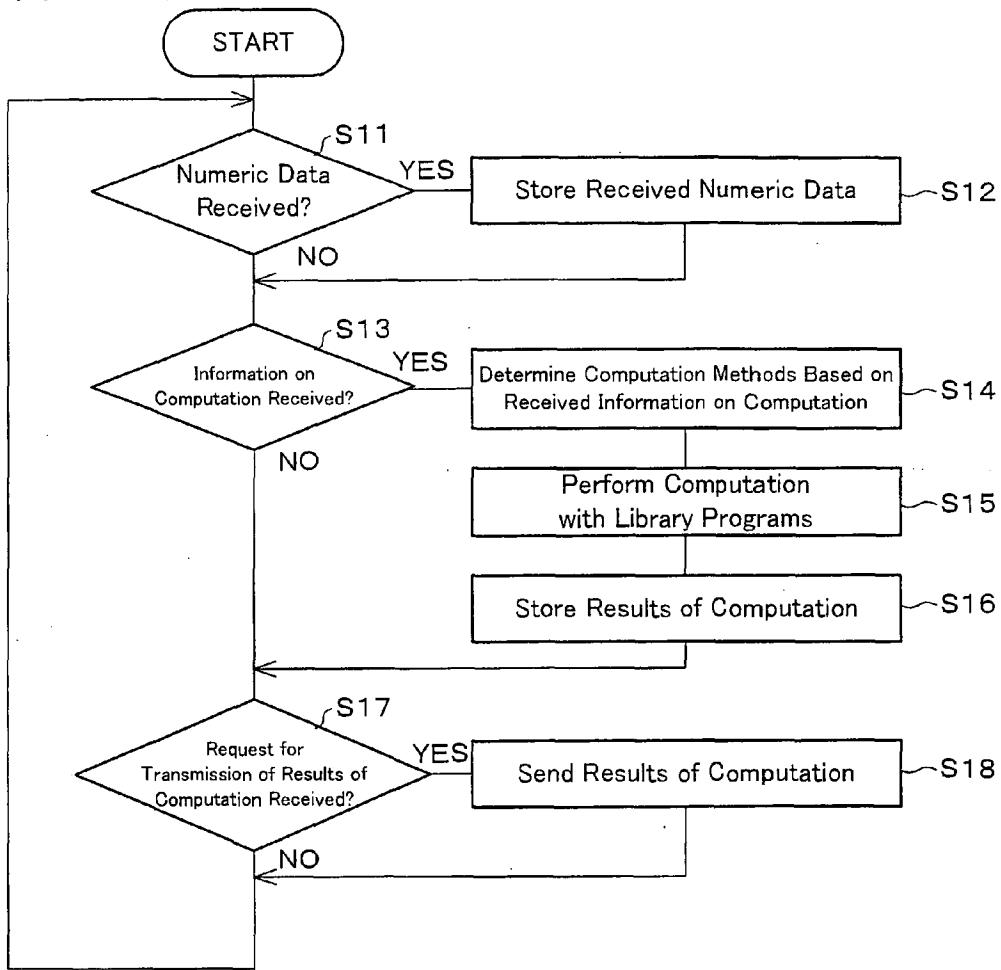 START
S11
Numeric Data
Received?
YES
Store Received Numeric Data
S12
NO
S13
Information on
Computation Received?
YES
Determine Computation Methods Based on
Received Information on Computation
S14
NO
Perform Computation
with Library Programs
S15
Store Results of Computation
S16
S17
Request for
Transmission of Results of
Computation Received?
YES
Send Results of Computation
S18
NO